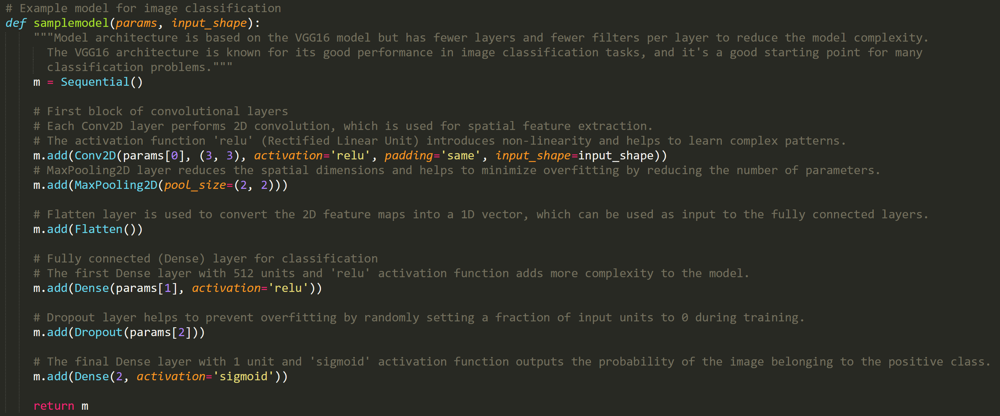 # Example model for image classification
def samplemodel(params, input_shape):
    """Model architecture is based on the VGG16 model but has fewer layers and fewer filters per layer to reduce the model complexity.
      The VGG16 architecture is known for its good performance in image classification tasks, and it's a good starting point for many
      classification problems."""
    m = Sequential()

    # First block of convolutional layers
    # Each Conv2D layer performs 2D convolution, which is used for spatial feature extraction.
    # The activation function 'relu' (Rectified Linear Unit) introduces non-linearity and helps to learn complex patterns.
    m.add(Conv2D(params[0], (3, 3), activation='relu', padding='same', input_shape=input_shape))
    # MaxPooling2D layer reduces the spatial dimensions and helps to minimize overfitting by reducing the number of parameters.
    m.add(MaxPooling2D(pool_size=(2, 2)))

    # Flatten layer is used to convert the 2D feature maps into a 1D vector, which can be used as input to the fully connected layers.
    m.add(Flatten())

    # Fully connected (Dense) layer for classification
    # The first Dense layer with 512 units and 'relu' activation function adds more complexity to the model.
    m.add(Dense(params[1], activation='relu'))

    # Dropout layer helps to prevent overfitting by randomly setting a fraction of input units to 0 during training.
    m.add(Dropout(params[2]))

    # The final Dense layer with 1 unit and 'sigmoid' activation function outputs the probability of the image belonging to the positive class.
    m.add(Dense(2, activation='sigmoid'))

    return m